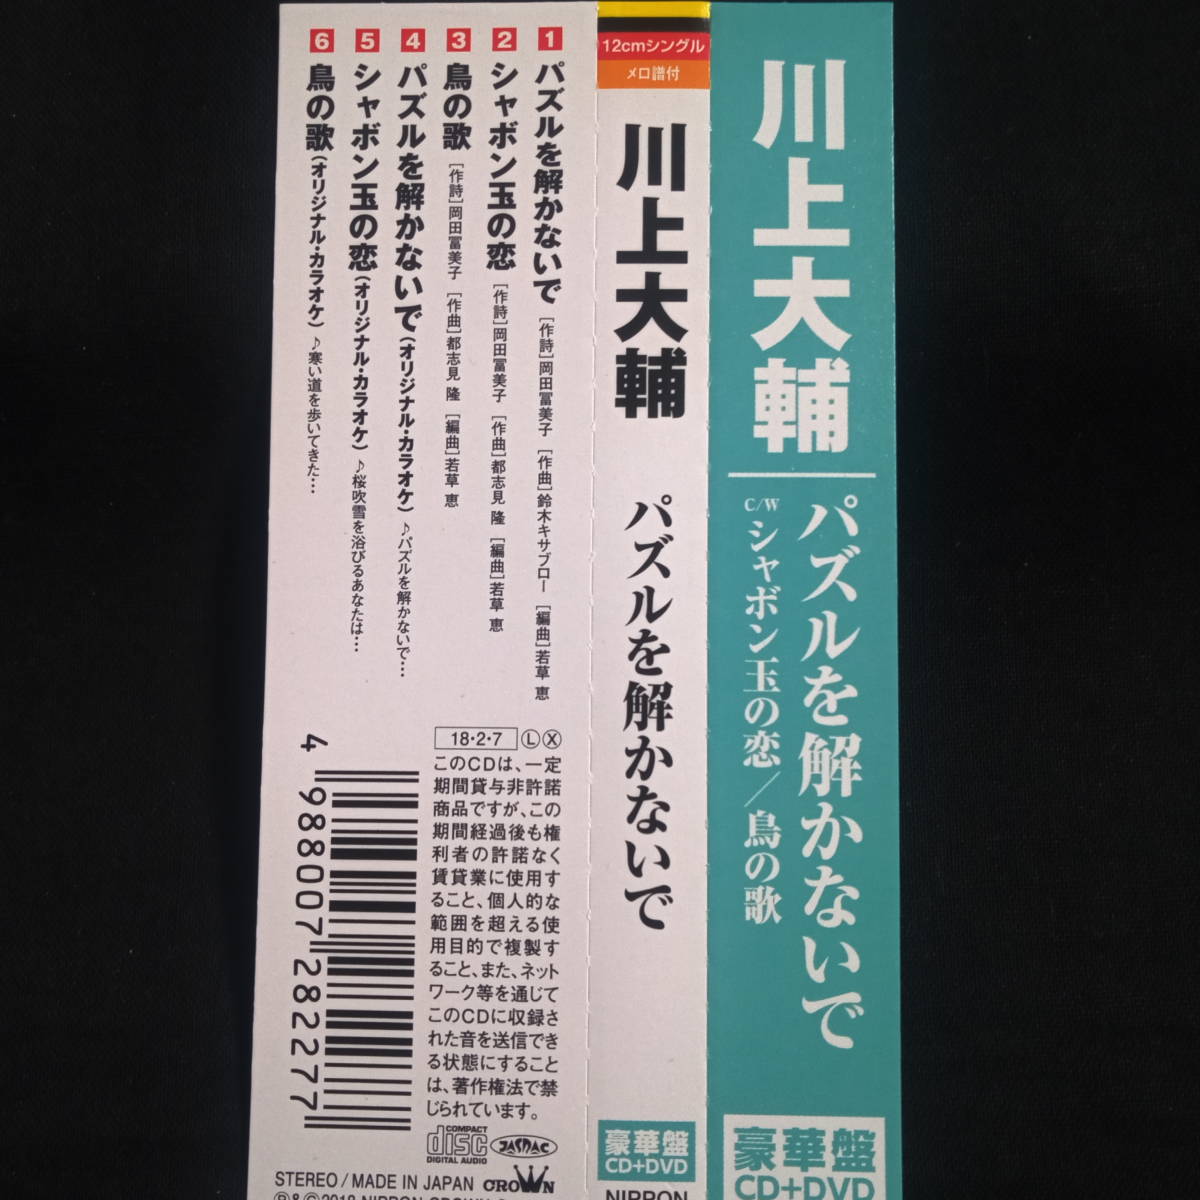 川上大輔
パズルを解かないで
C/W シャボン玉の恋／鳥の歌
豪華盤
CD+DVD
12cmシングル
メロ譜付
川上大輔
パズルを解かないで
豪華盤
CD+DVD
NIPPON
1 パズルを解かないで [作詩]岡田冨美子 [作曲]鈴木キサブロー [編曲]若草 恵
2 シャボン玉の恋 [作詩]岡田冨美子 [作曲]都志見 隆 [編曲]若草 恵
3 鳥の歌 [作詩]岡田冨美子 [作曲]都志見 隆 [編曲]若草 恵
4 パズルを解かないで(オリジナル・カラオケ) ♪パズルを解かないで…
5 シャボン玉の恋(オリジナル・カラオケ) ♪桜吹雪を浴びるあなたは…
6 鳥の歌(オリジナル・カラオケ) ♪寒い道を歩いてきた…
18・2・7 Ⓛ Ⓧ
このCDは、一定
期間貸与非許諾
商品ですが、この
期間経過後も権
利者の許諾なく
賃貸業に使用す
ること、個人的な
範囲を超える使
用目的で複製す
ること、また、ネット
ワーク等を通じて
このCDに収録さ
れた音を送信でき
る状態にすること
は、著作権法で禁
じられています。
4 988007 282277
COMPACT
disc
DIGITAL AUDIO
JASRAC
STEREO / MADE IN JAPAN CROWN
℗&©2018 NIPPON CROWN